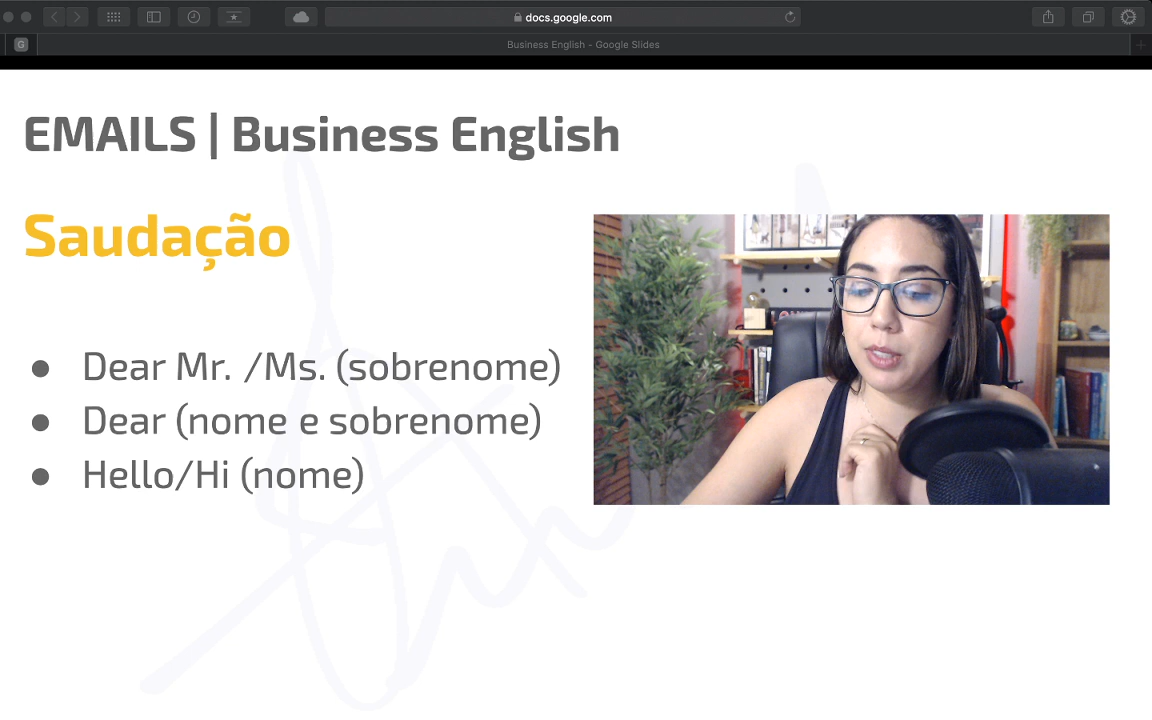 docs.google.com
G
Business English - Google Slides
EMAILS | Business English
Saudação
● Dear Mr. /Ms. (sobrenome)
● Dear (nome e sobrenome)
● Hello/Hi (nome)